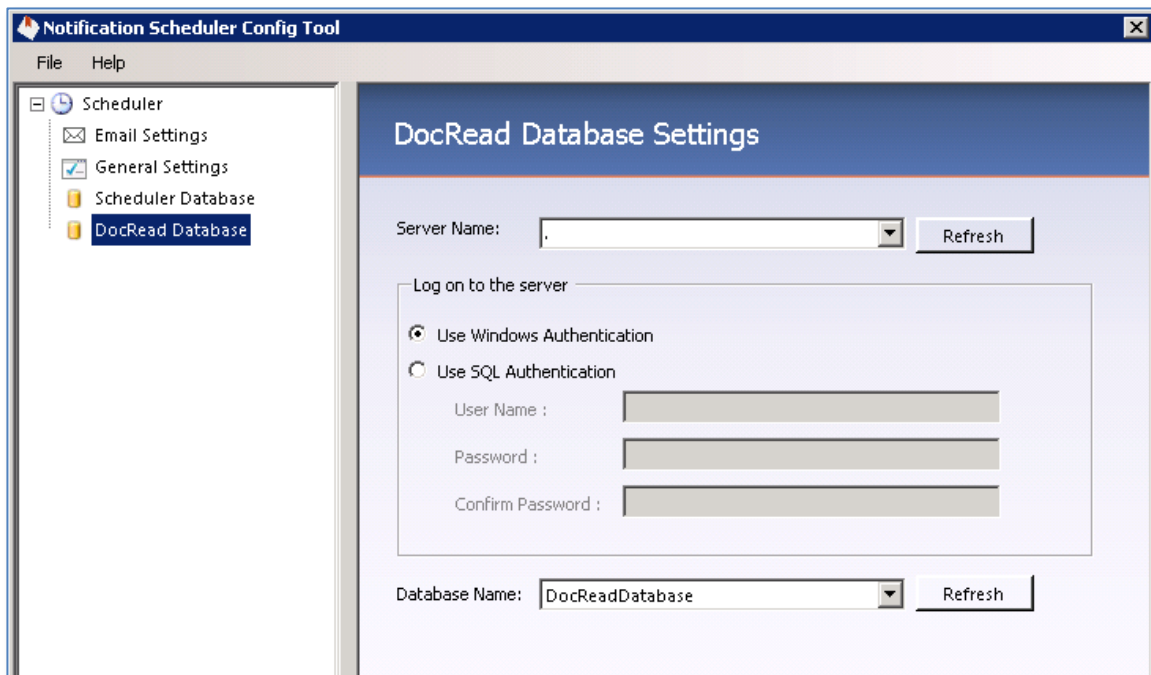 Notification Scheduler Config Tool
File Help
Scheduler
Email Settings
General Settings
Scheduler Database
DocRead Database
DocRead Database Settings
Server Name: . Refresh
Log on to the server
Use Windows Authentication
Use SQL Authentication
User Name :
Password :
Confirm Password :
Database Name: DocReadDatabase Refresh